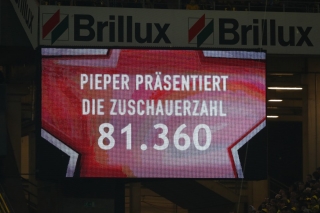 Brillux Brillux
PIEPER PRÄSENTIERT
DIE ZUSCHAUERZAHL
81.360